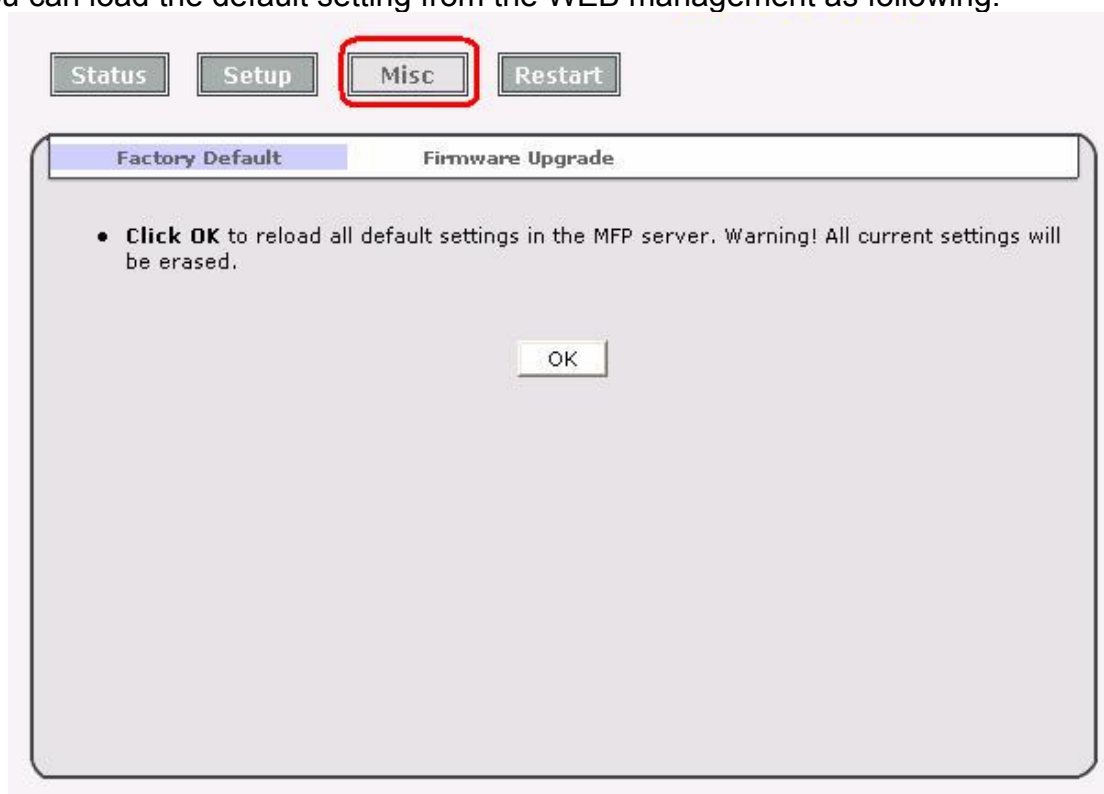 u can load the default setting from the WEB management as following:
Status Setup Misc Restart
Factory Default Firmware Upgrade
• Click OK to reload all default settings in the MFP server. Warning! All current settings will
be erased.
OK